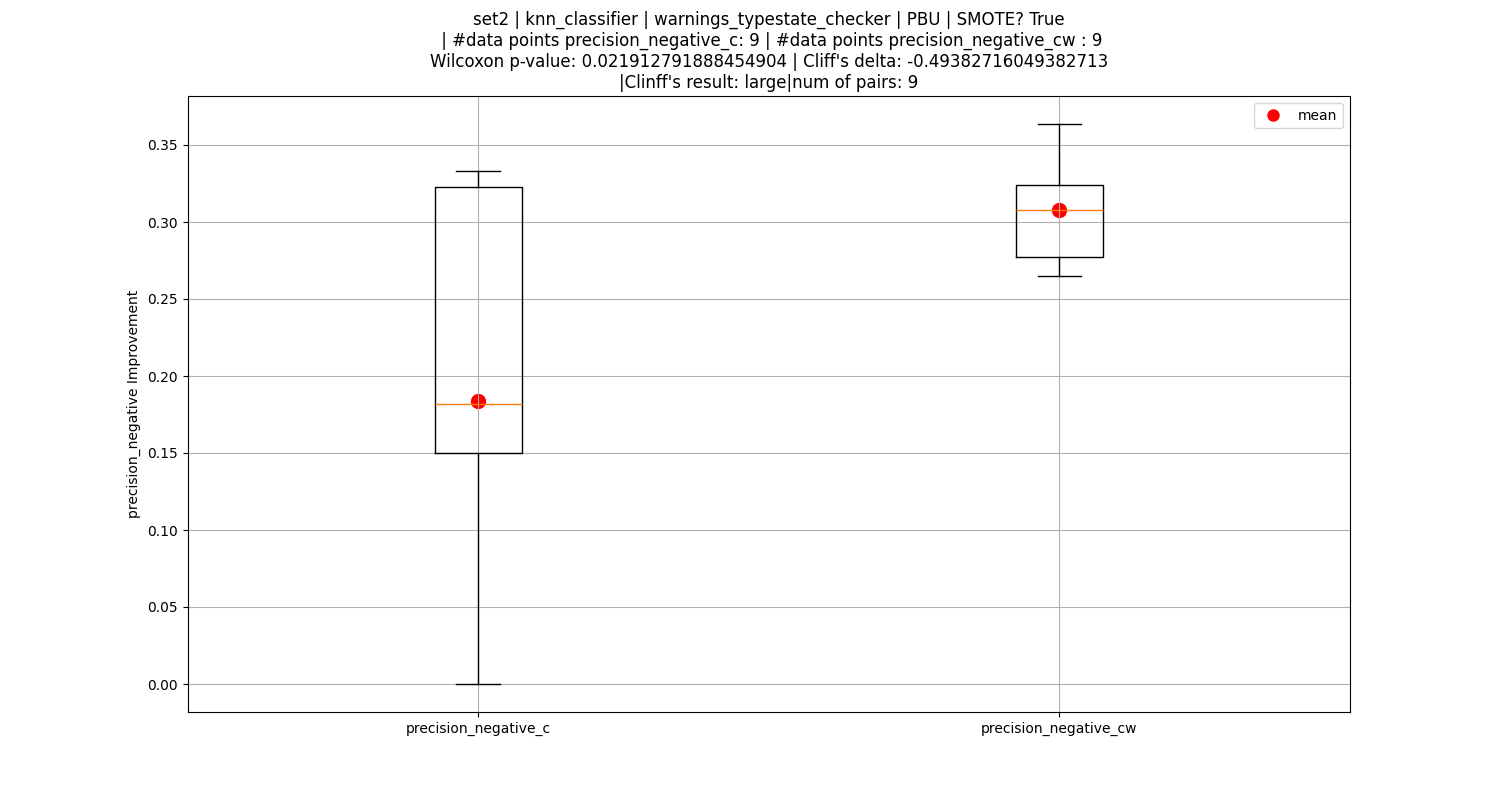 set2 | knn_classifier | warnings_typestate_checker | PBU | SMOTE? True
| #data points precision_negative_c: 9 | #data points precision_negative_cw : 9
Wilcoxon p-value: 0.021912791888454904 | Cliff's delta: -0.49382716049382713
|Clinff's result: large|num of pairs: 9
mean
0.35
0.30
0.25
0.20
0.15
0.10
0.05
0.00
precision_negative Improvement
precision_negative_c
precision_negative_cw